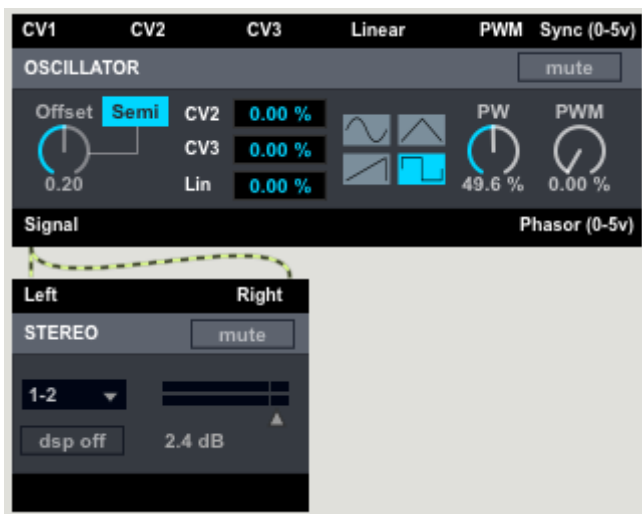 CV1 CV2 CV3 Linear PWM Sync (0-5v)
OSCILLATOR mute
Offset Semi CV2 0.00 % PW PWM
CV3 0.00 %
0.20 Lin 0.00 % 49.6 % 0.00 %
Signal Phasor (0-5v)
Left Right
STEREO mute
1-2
dsp off 2.4 dB